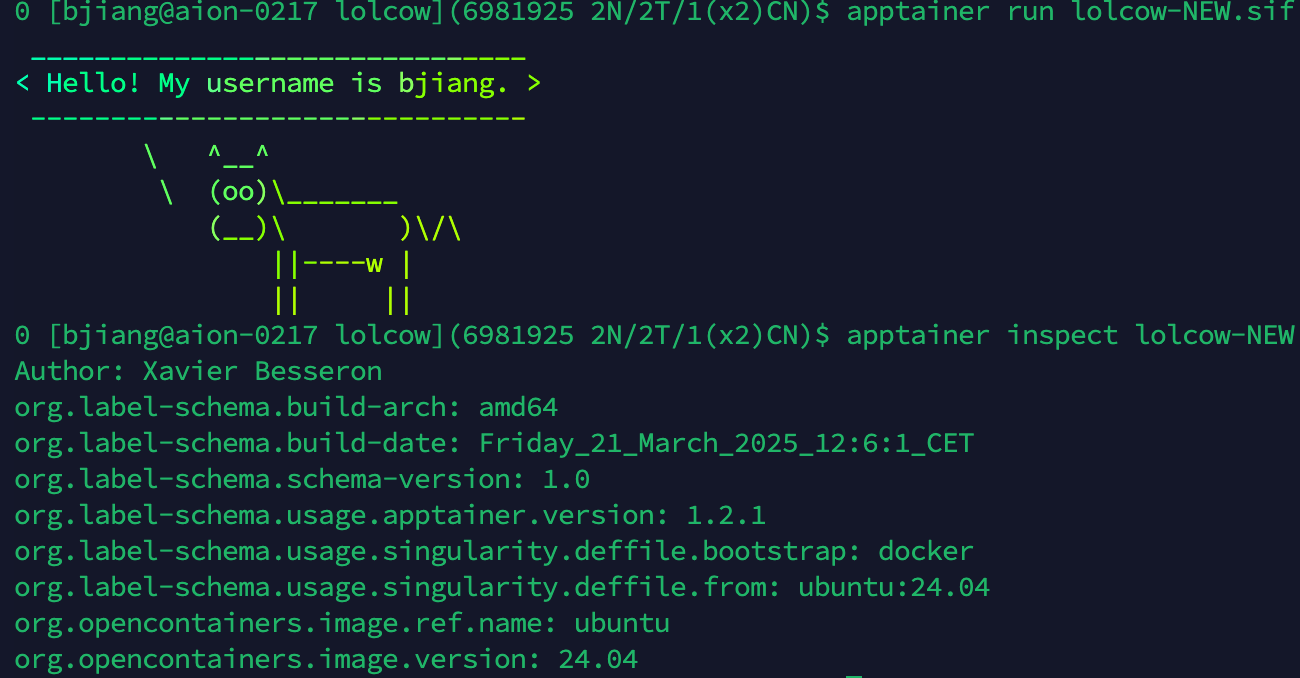 0 [bjiang@aion-0217 lolcow](6981925 2N/2T/1(x2)CN)$ apptainer run lolcow-NEW.sif
 _______________________________
< Hello! My username is bjiang. >
 -------------------------------
        \   ^__^
         \  (oo)\_______
            (__)\       )\/\
                ||----w |
                ||     ||
0 [bjiang@aion-0217 lolcow](6981925 2N/2T/1(x2)CN)$ apptainer inspect lolcow-NEW
Author: Xavier Besseron
org.label-schema.build-arch: amd64
org.label-schema.build-date: Friday_21_March_2025_12:6:1_CET
org.label-schema.schema-version: 1.0
org.label-schema.usage.apptainer.version: 1.2.1
org.label-schema.usage.singularity.deffile.bootstrap: docker
org.label-schema.usage.singularity.deffile.from: ubuntu:24.04
org.opencontainers.image.ref.name: ubuntu
org.opencontainers.image.version: 24.04